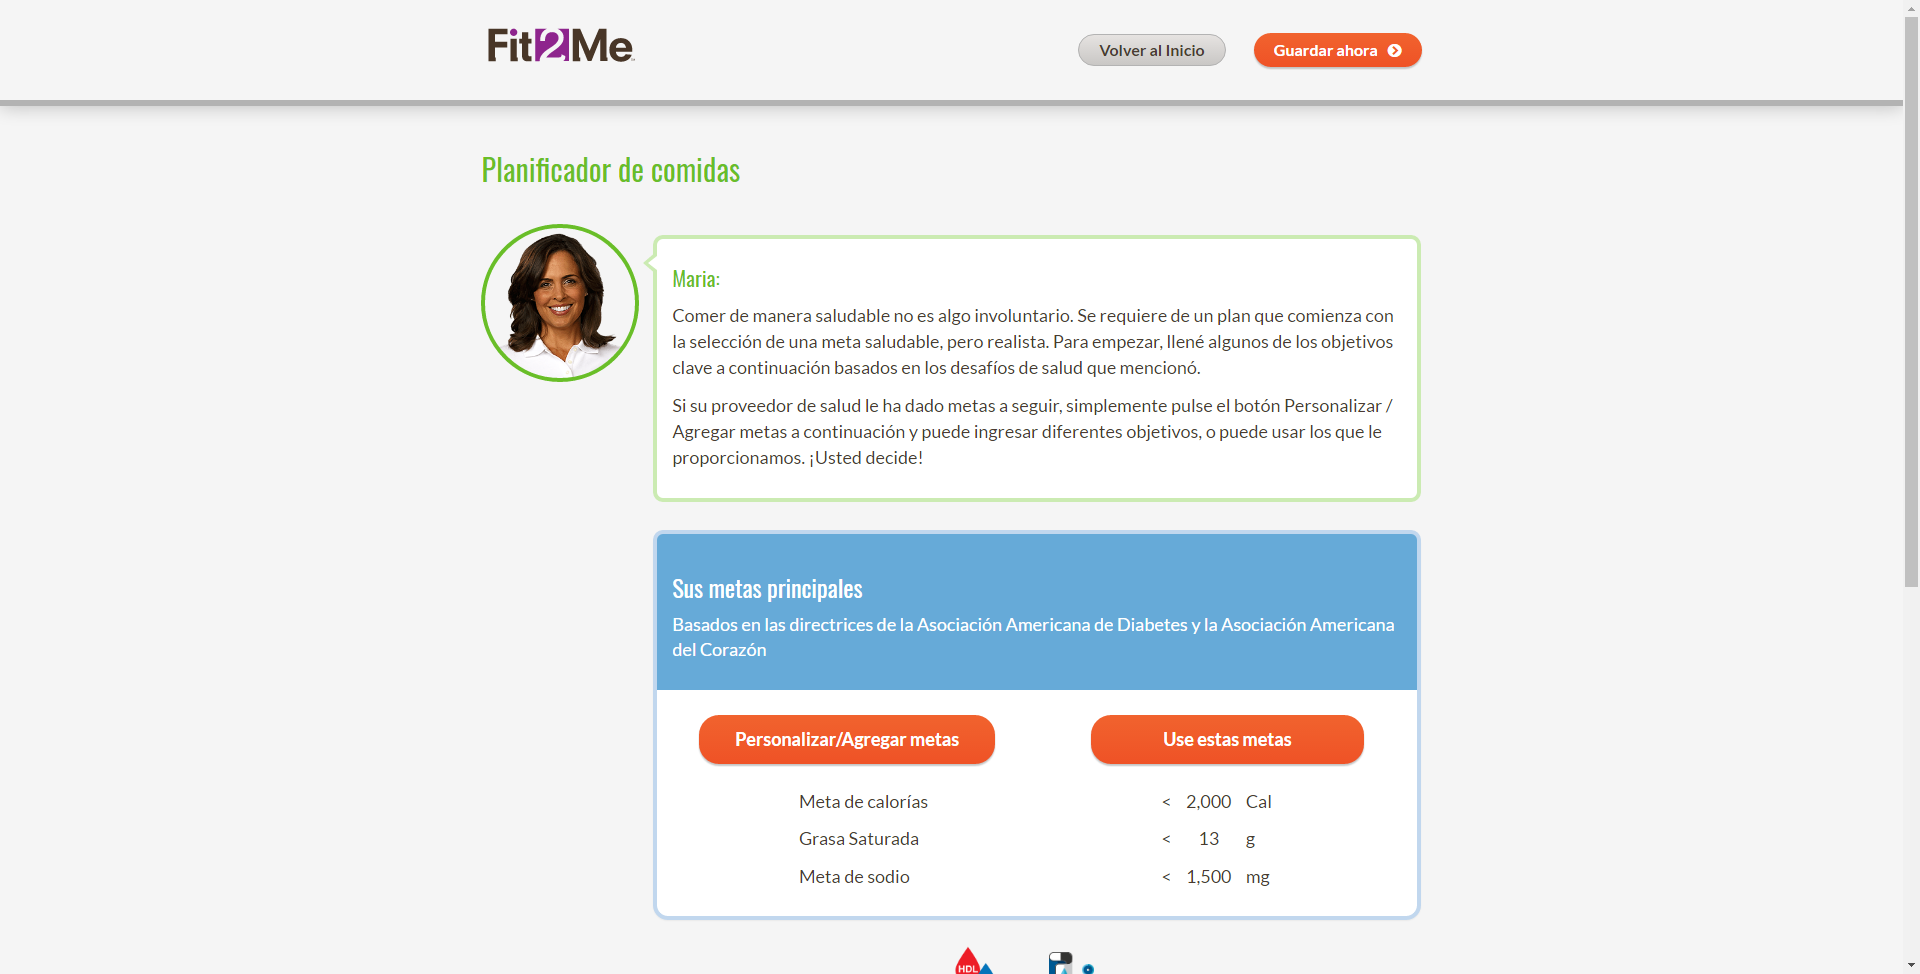 Fit2Me
Volver al Inicio
Guardar ahora
Planificador de comidas
Maria:
Comer de manera saludable no es algo involuntario. Se requiere de un plan que comienza con
la selección de una meta saludable, pero realista. Para empezar, llené algunos de los objetivos
clave a continuación basados en los desafíos de salud que mencionó.
Si su proveedor de salud le ha dado metas a seguir, simplemente pulse el botón Personalizar /
Agregar metas a continuación y puede ingresar diferentes objetivos, o puede usar los que le
proporcionamos. ¡Usted decide!
Sus metas principales
Basados en las directrices de la Asociación Americana de Diabetes y la Asociación Americana
del Corazón
Personalizar/Agregar metas
Use estas metas
Meta de calorías < 2,000 Cal
Grasa Saturada < 13 g
Meta de sodio < 1,500 mg
HDL